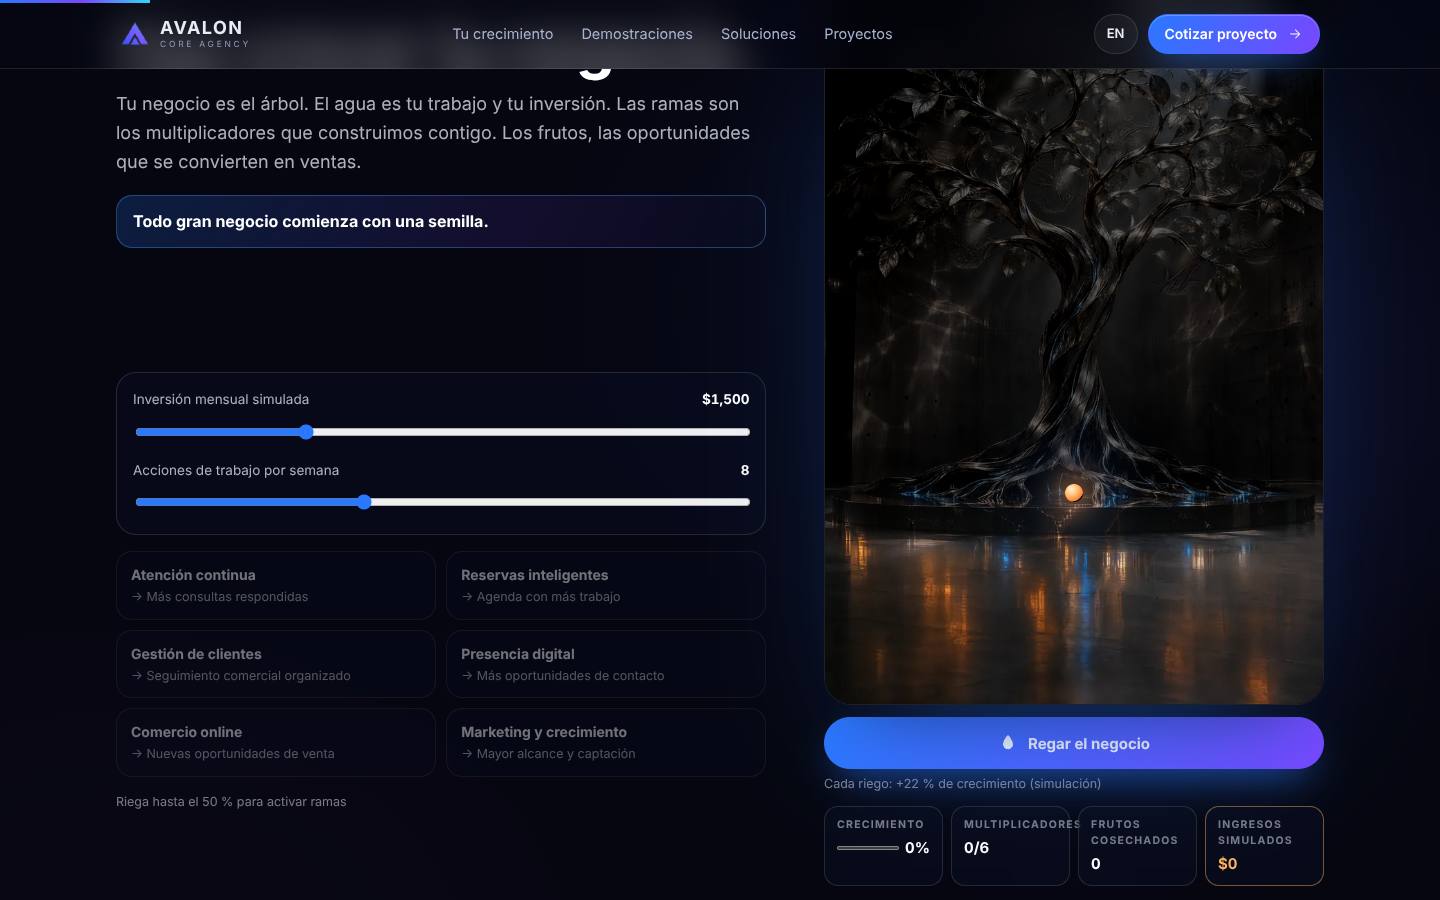 AVALON
CORE AGENCY
Tu crecimiento
Demostraciones
Soluciones
Proyectos
EN
Cotizar proyecto →
Tu negocio es el árbol. El agua es tu trabajo y tu inversión. Las ramas son
los multiplicadores que construimos contigo. Los frutos, las oportunidades
que se convierten en ventas.
Todo gran negocio comienza con una semilla.
Inversión mensual simulada
$1,500
Acciones de trabajo por semana
8
Atención continua
→ Más consultas respondidas
Reservas inteligentes
→ Agenda con más trabajo
Gestión de clientes
→ Seguimiento comercial organizado
Presencia digital
→ Más oportunidades de contacto
Comercio online
→ Nuevas oportunidades de venta
Marketing y crecimiento
→ Mayor alcance y captación
Riega hasta el 50 % para activar ramas
Regar el negocio
Cada riego: +22 % de crecimiento (simulación)
CRECIMIENTO
0%
MULTIPLICADORES
0/6
FRUTOS
COSECHADOS
0
INGRESOS
SIMULADOS
$0